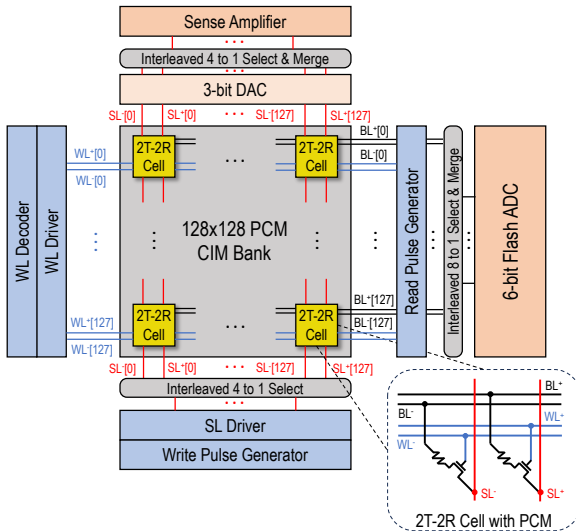 Sense Amplifier
Interleaved 4 to 1 Select & Merge
3-bit DAC
SL⁻[0] SL⁺[0] SL⁻[127] SL⁺[127]
WL Decoder
WL Driver
WL⁺[0]
WL⁻[0]
2T-2R Cell
2T-2R Cell
BL⁺[0]
BL⁻[0]
128x128 PCM
CIM Bank
WL⁺[127]
WL⁻[127]
2T-2R Cell
2T-2R Cell
BL⁺[127]
BL⁻[127]
Read Pulse Generator
Interleaved 8 to 1 Select & Merge
6-bit Flash ADC
SL⁻[0] SL⁺[0] SL⁻[127] SL⁺[127]
Interleaved 4 to 1 Select
SL Driver
Write Pulse Generator
BL⁺
BL⁻
WL⁺
WL⁻
SL⁻ SL⁺
2T-2R Cell with PCM